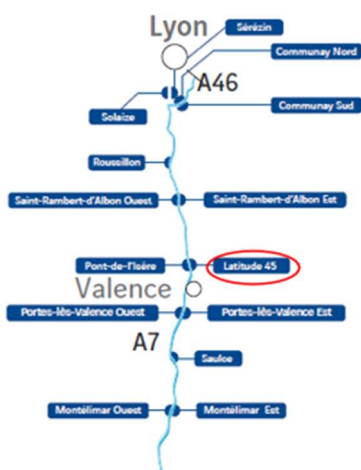 Lyon
Sérézin
Communay Nord
A46
Solaize
Communay Sud
Roussillon
Saint-Rambert-d'Albon Ouest
Saint-Rambert-d'Albon Est
Pont-de-l'Isère
Latitude 45
Valence
Portes-lès-Valence Ouest
Portes-lès-Valence Est
A7
Saulce
Montélimar Ouest
Montélimar Est